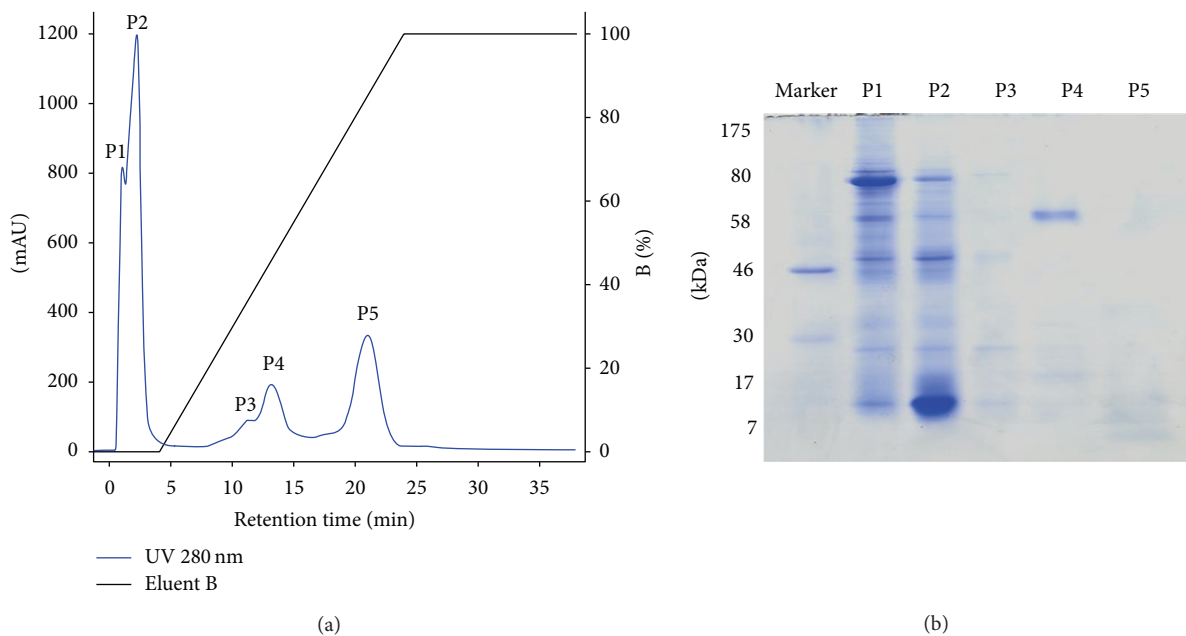 1200
1000
800
600
400
200
0
(mAU)
P1
P2
P3
P4
P5
100
80
60
40
20
0
B (%)
0 5 10 15 20 25 30 35
Retention time (min)
UV 280 nm
Eluent B
(a)
Marker P1 P2 P3 P4 P5
175
80
58
46
30
17
7
(kDa)
(b)